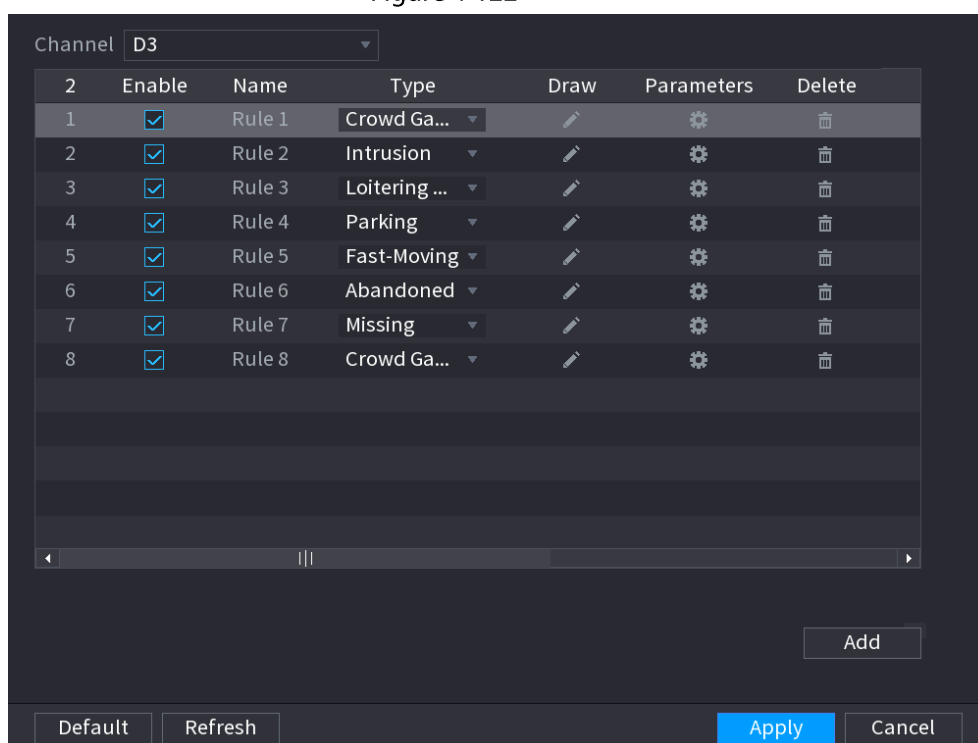 Channel D3
2 Enable Name Type Draw Parameters Delete
1 Rule 1 Crowd Ga...
2 Rule 2 Intrusion
3 Rule 3 Loitering ...
4 Rule 4 Parking
5 Rule 5 Fast-Moving
6 Rule 6 Abandoned
7 Rule 7 Missing
8 Rule 8 Crowd Ga...
Add
Default Refresh Apply Cancel